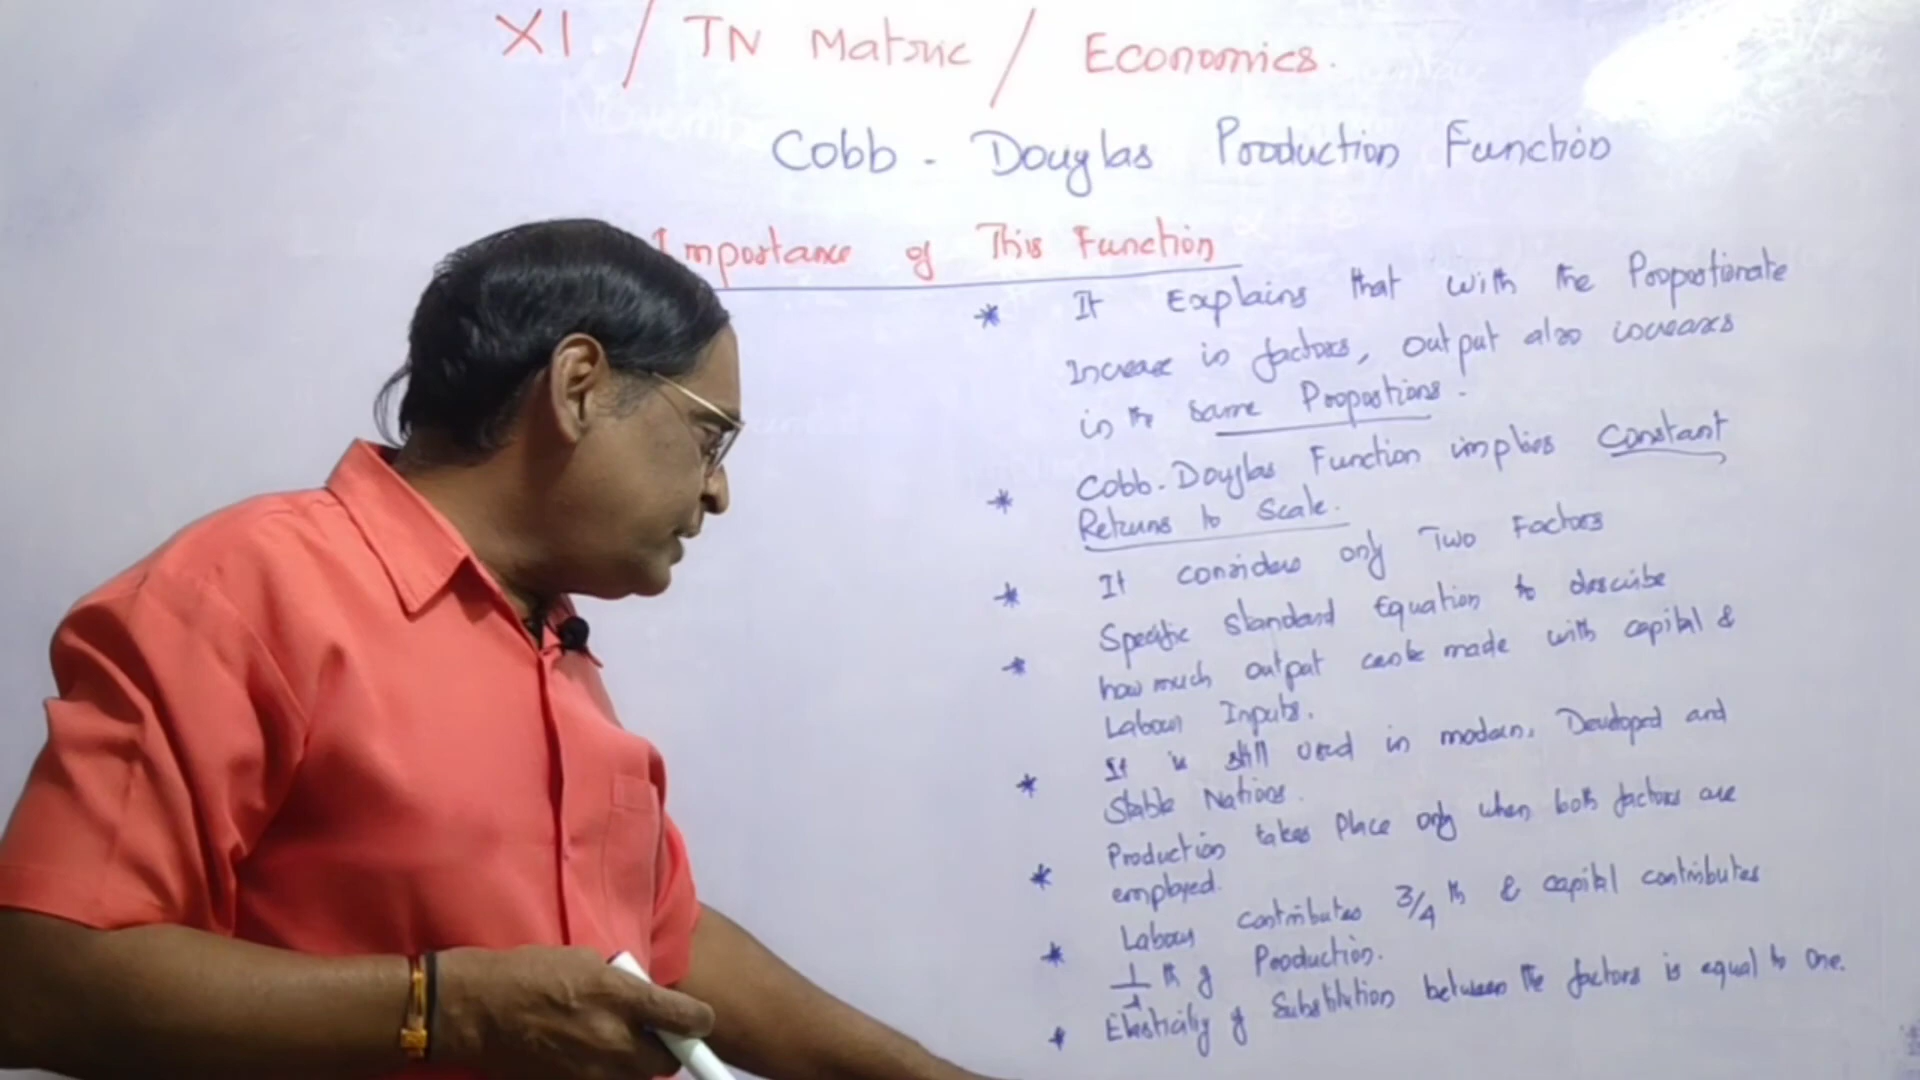 XI / TN Matric / Economics.
Cobb - Douglas Production Function
Importance of This Function
* It Explains that with the Proportionate
Increase in factors, output also increases
in the same Proportions.
* Cobb-Douglas Function implies Constant
Returns to Scale.
* It considers only Two Factors
* Specific standard Equation to describe
how much output can be made with capital &
Labour Inputs.
* It is still used in modern, Developed and
Stable Nations.
* Production takes Place only when both factors are
employed.
* Labour contributes 3/4 th & capital contributes
1/4 th of Production.
* Elasticity of Substitution between the factors is equal to One.